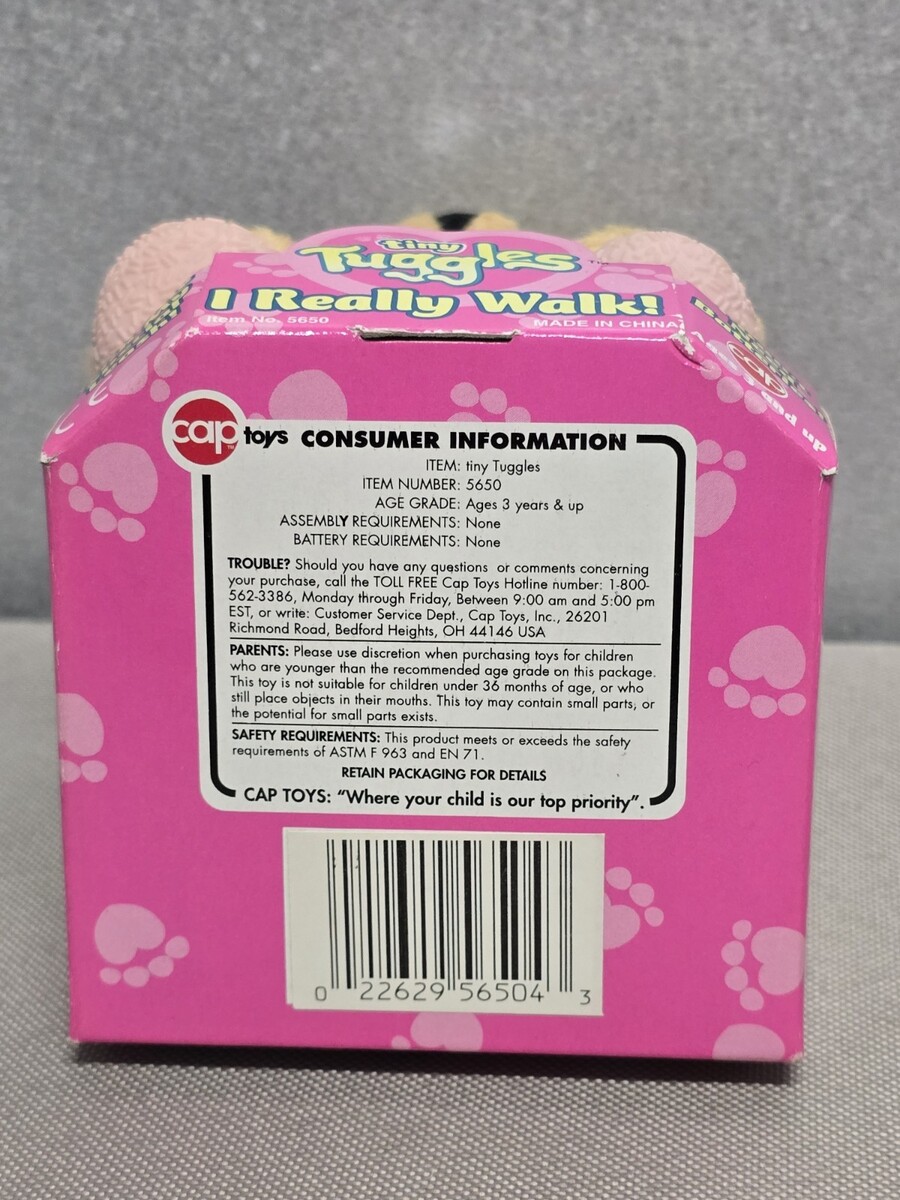 tiny
Tuggles™
I Really Walk!
Item No. 5650
MADE IN CHINA
cap™ toys CONSUMER INFORMATION
ITEM: tiny Tuggles
ITEM NUMBER: 5650
AGE GRADE: Ages 3 years & up
ASSEMBLY REQUIREMENTS: None
BATTERY REQUIREMENTS: None
TROUBLE? Should you have any questions or comments concerning
your purchase, call the TOLL FREE Cap Toys Hotline number: 1-800-
562-3386, Monday through Friday, Between 9:00 am and 5:00 pm
EST, or write: Customer Service Dept., Cap Toys, Inc., 26201
Richmond Road, Bedford Heights, OH 44146 USA
PARENTS: Please use discretion when purchasing toys for children
who are younger than the recommended age grade on this package.
This toy is not suitable for children under 36 months of age, or who
still place objects in their mouths. This toy may contain small parts, or
the potential for small parts exists.
SAFETY REQUIREMENTS: This product meets or exceeds the safety
requirements of ASTM F 963 and EN 71.
RETAIN PACKAGING FOR DETAILS
CAP TOYS: “Where your child is our top priority”.
0 22629 56504 3